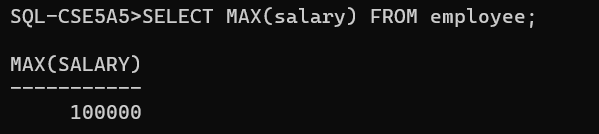 SQL-CSE5A5>SELECT MAX(salary) FROM employee;
MAX(SALARY)
-----------
100000